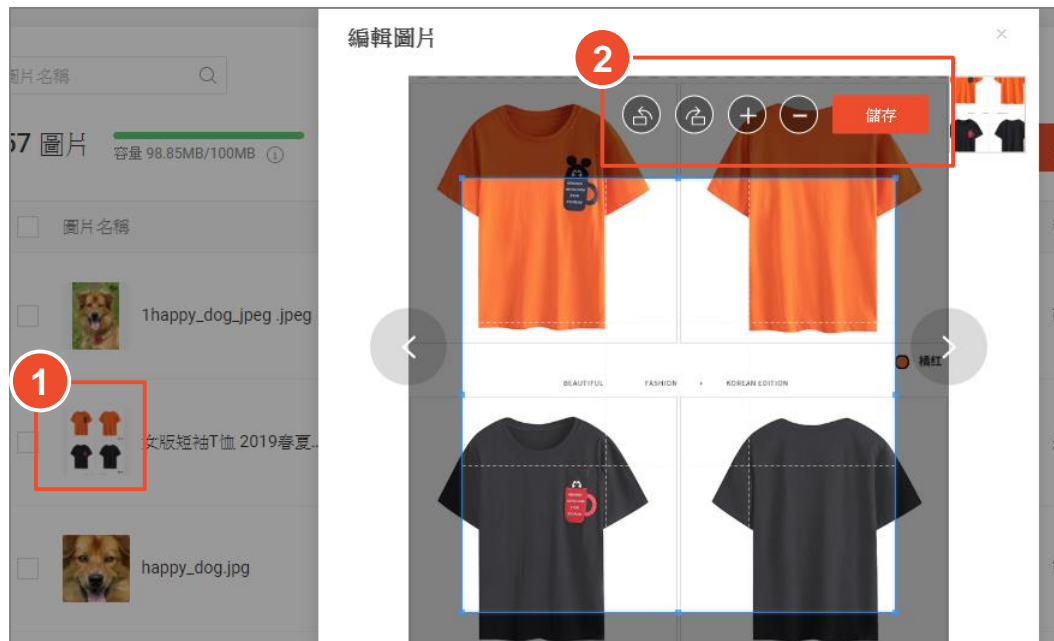 編輯圖片
2
圖片名稱
儲存
57 圖片
容量 98.85MB/100MB
圖片名稱
1happy_dog_jpeg .jpeg
1
橘紅
BEAUTIFUL FASHION • KOREAN EDITION
女版短袖T恤 2019春夏...
happy_dog.jpg